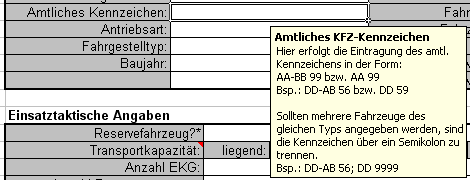 Amtliches Kennzeichen:
Fahr
Antriebsart:
Fahrgestelltyp:
Baujahr:
Amtliches KFZ-Kennzeichen
Hier erfolgt die Eintragung des amtl.
Kennzeichens in der Form:
AA-BB 99 bzw. AA 99
Bsp.: DD-AB 56 bzw. DD 59
Sollten mehrere Fahrzeuge des
gleichen Typs angegeben werden, sind
die Kennzeichen über ein Semikolon zu
trennen.
Bsp.: DD-AB 56; DD 9999
Einsatztaktische Angaben
Reservefahrzeug?*
Transportkapazität: liegend:
Anzahl EKG: